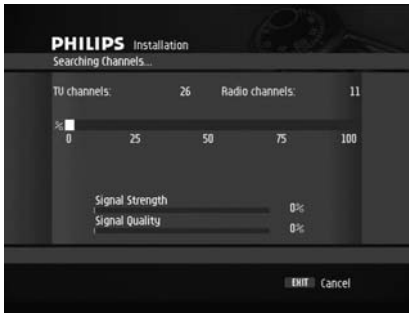 PHILIPS Installation
Searching Channels...
TV channels: 26 Radio channels: 11
%
0 25 50 75 100
Signal Strength 0%
Signal Quality 0%
EXIT Cancel